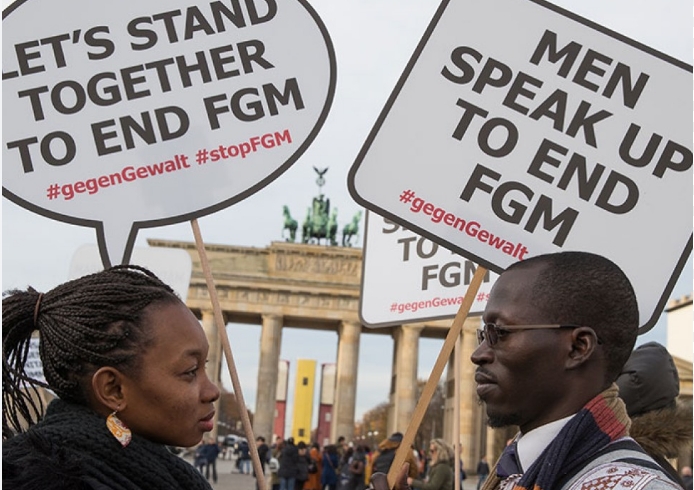 LET'S STAND
TOGETHER
TO END FGM
#gegenGewalt #stopFGM
MEN
SPEAK UP
TO END
FGM
#gegenGewalt
TO
FGM
#gegenGewalt